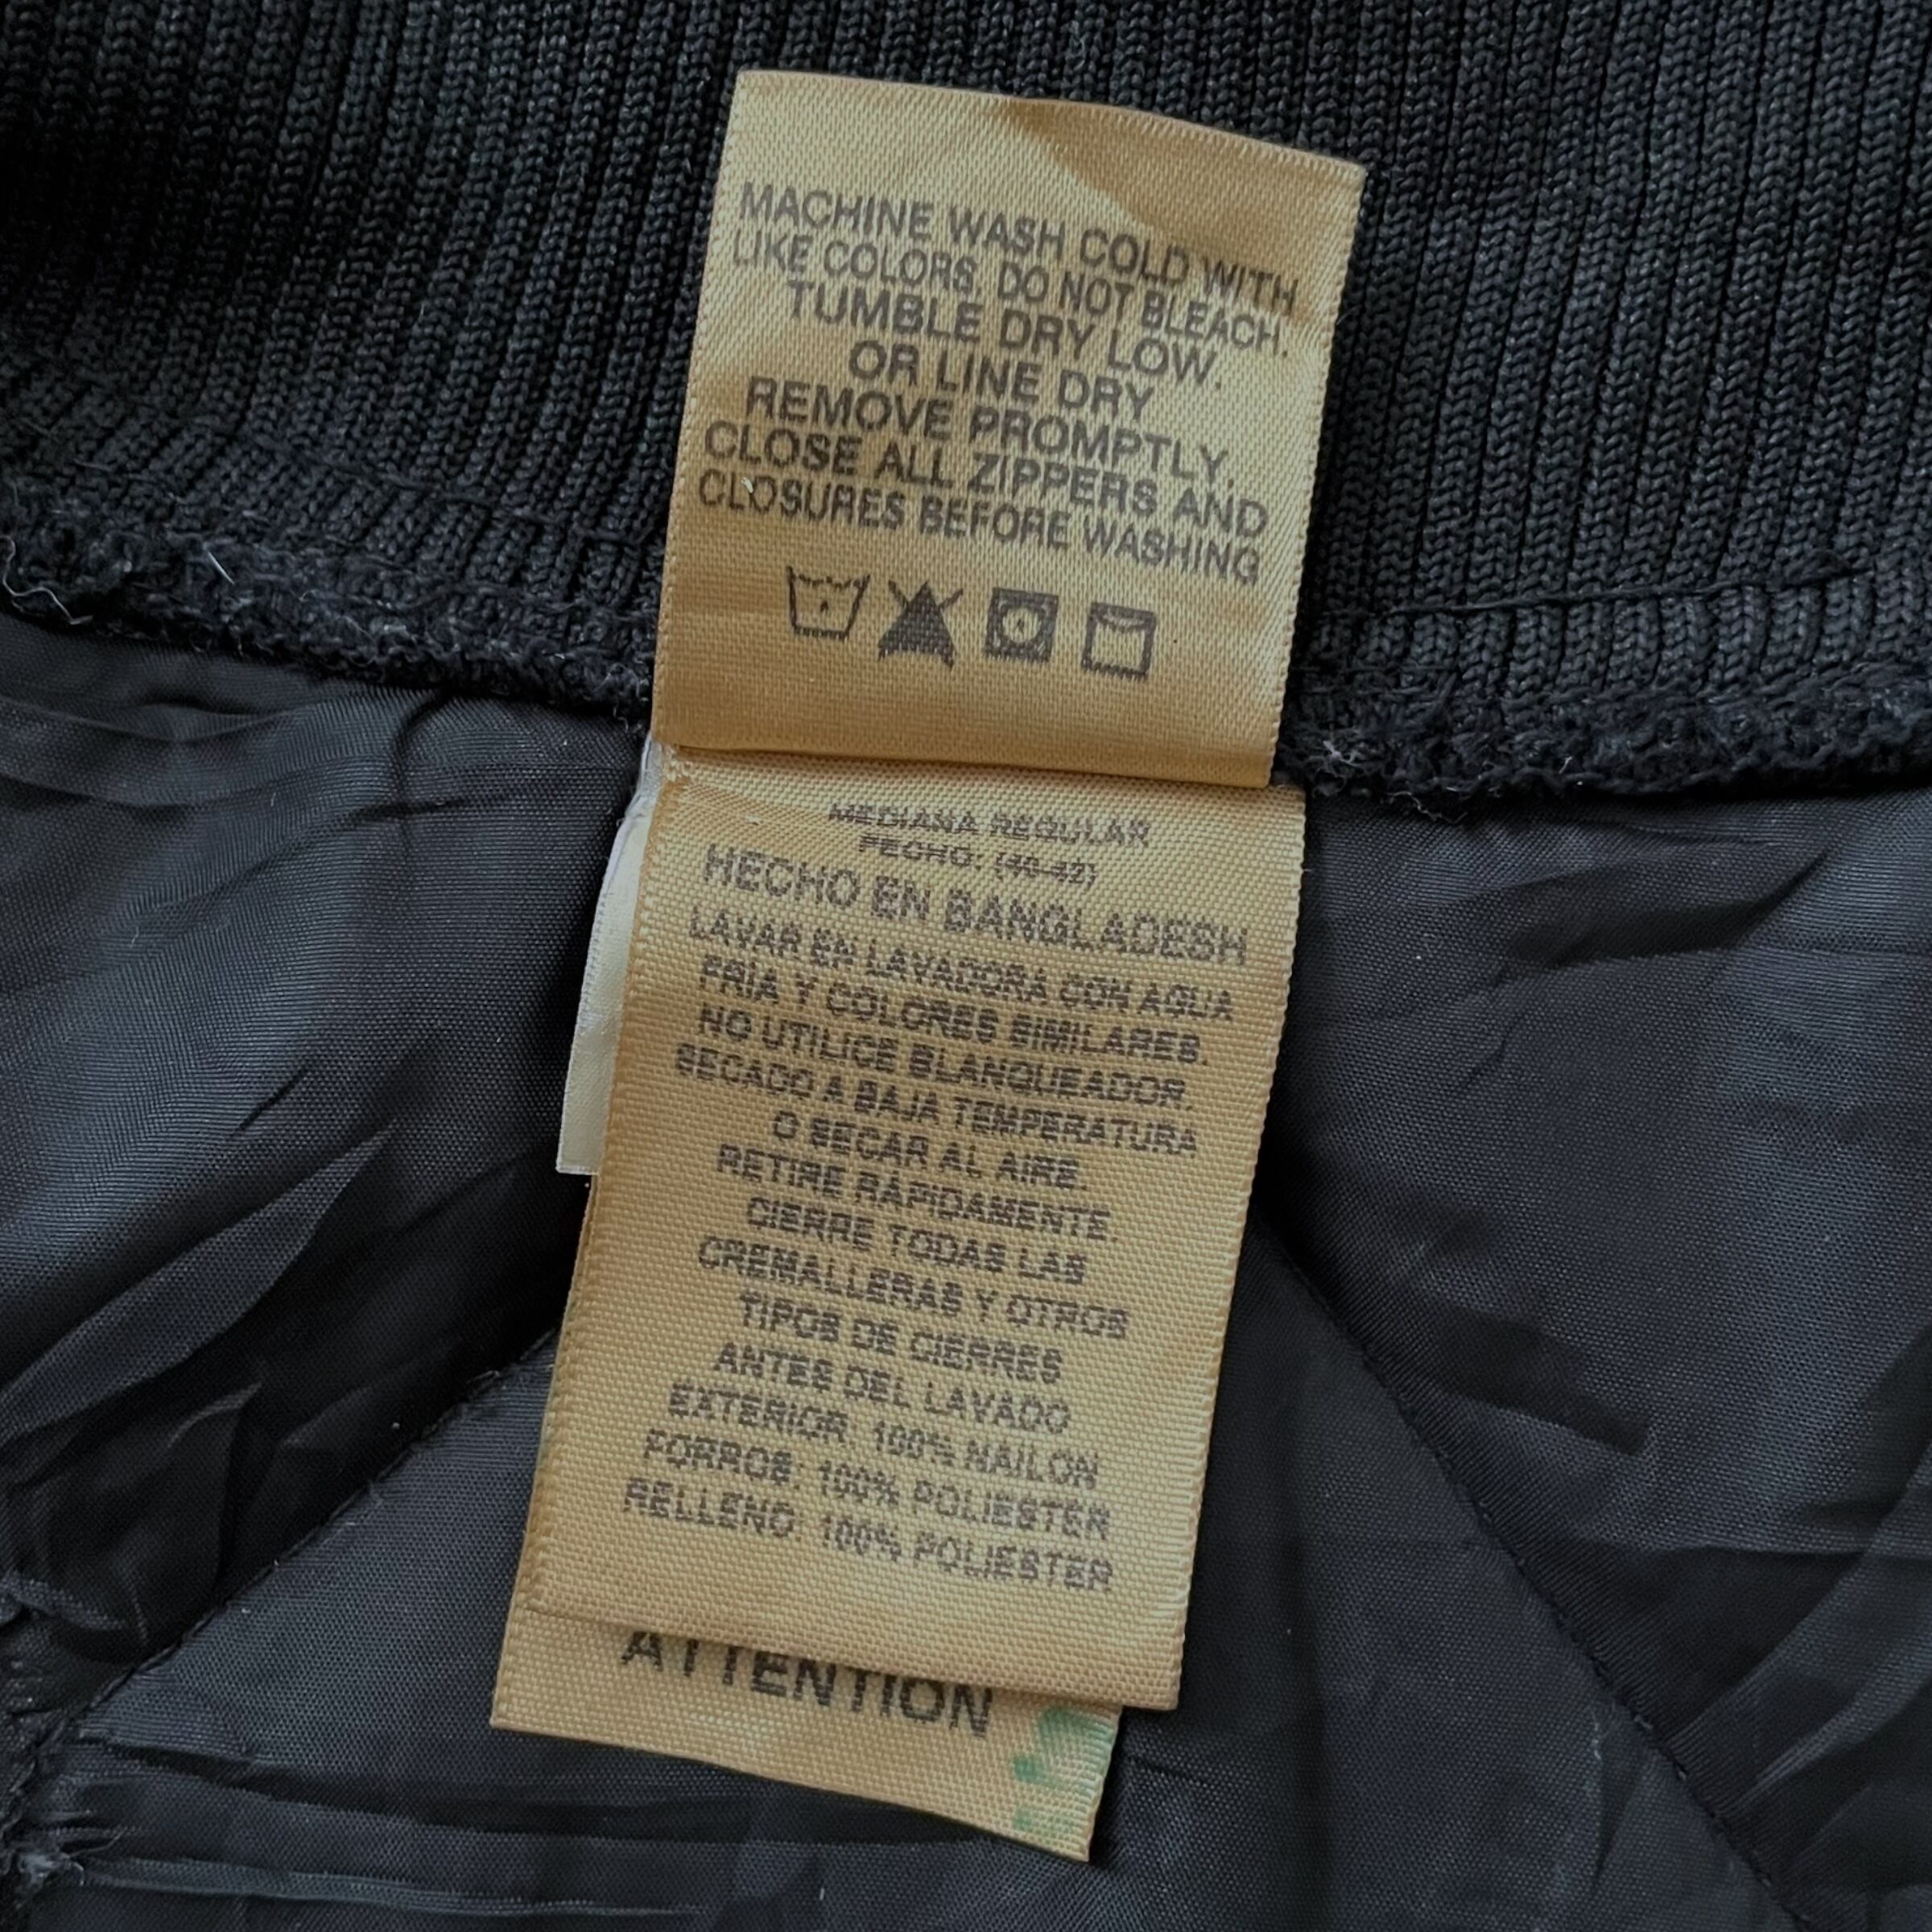 MACHINE WASH COLD WITH
LIKE COLORS. DO NOT BLEACH.
TUMBLE DRY LOW.
OR LINE DRY
REMOVE PROMPTLY.
CLOSE ALL ZIPPERS AND
CLOSURES BEFORE WASHING
MEDIANA REGULAR
PECHO: (40-42)
HECHO EN BANGLADESH
LAVAR EN LAVADORA CON AGUA
FRIA Y COLORES SIMILARES.
NO UTILICE BLANQUEADOR.
SECADO A BAJA TEMPERATURA
O SECAR AL AIRE.
RETIRE RAPIDAMENTE.
CIERRE TODAS LAS
CREMALLERAS Y OTROS
TIPOS DE CIERRES
ANTES DEL LAVADO
EXTERIOR: 100% NAILON
FORROS: 100% POLIESTER
RELLENO: 100% POLIESTER
ATTENTION